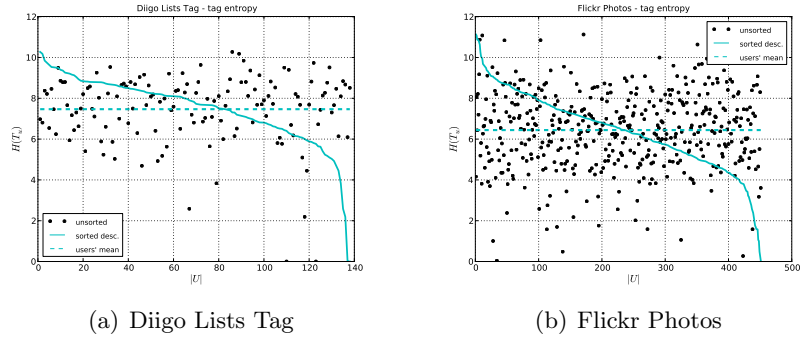 Diigo Lists Tag - tag entropy
12
10
8
6
4
2
0
H(Tu)
unsorted
sorted desc.
users' mean
0 20 40 60 80 100 120 140
|U|
(a) Diigo Lists Tag
Flickr Photos - tag entropy
12
10
8
6
4
2
0
H(Tu)
unsorted
sorted desc.
users' mean
0 100 200 300 400 500
|U|
(b) Flickr Photos